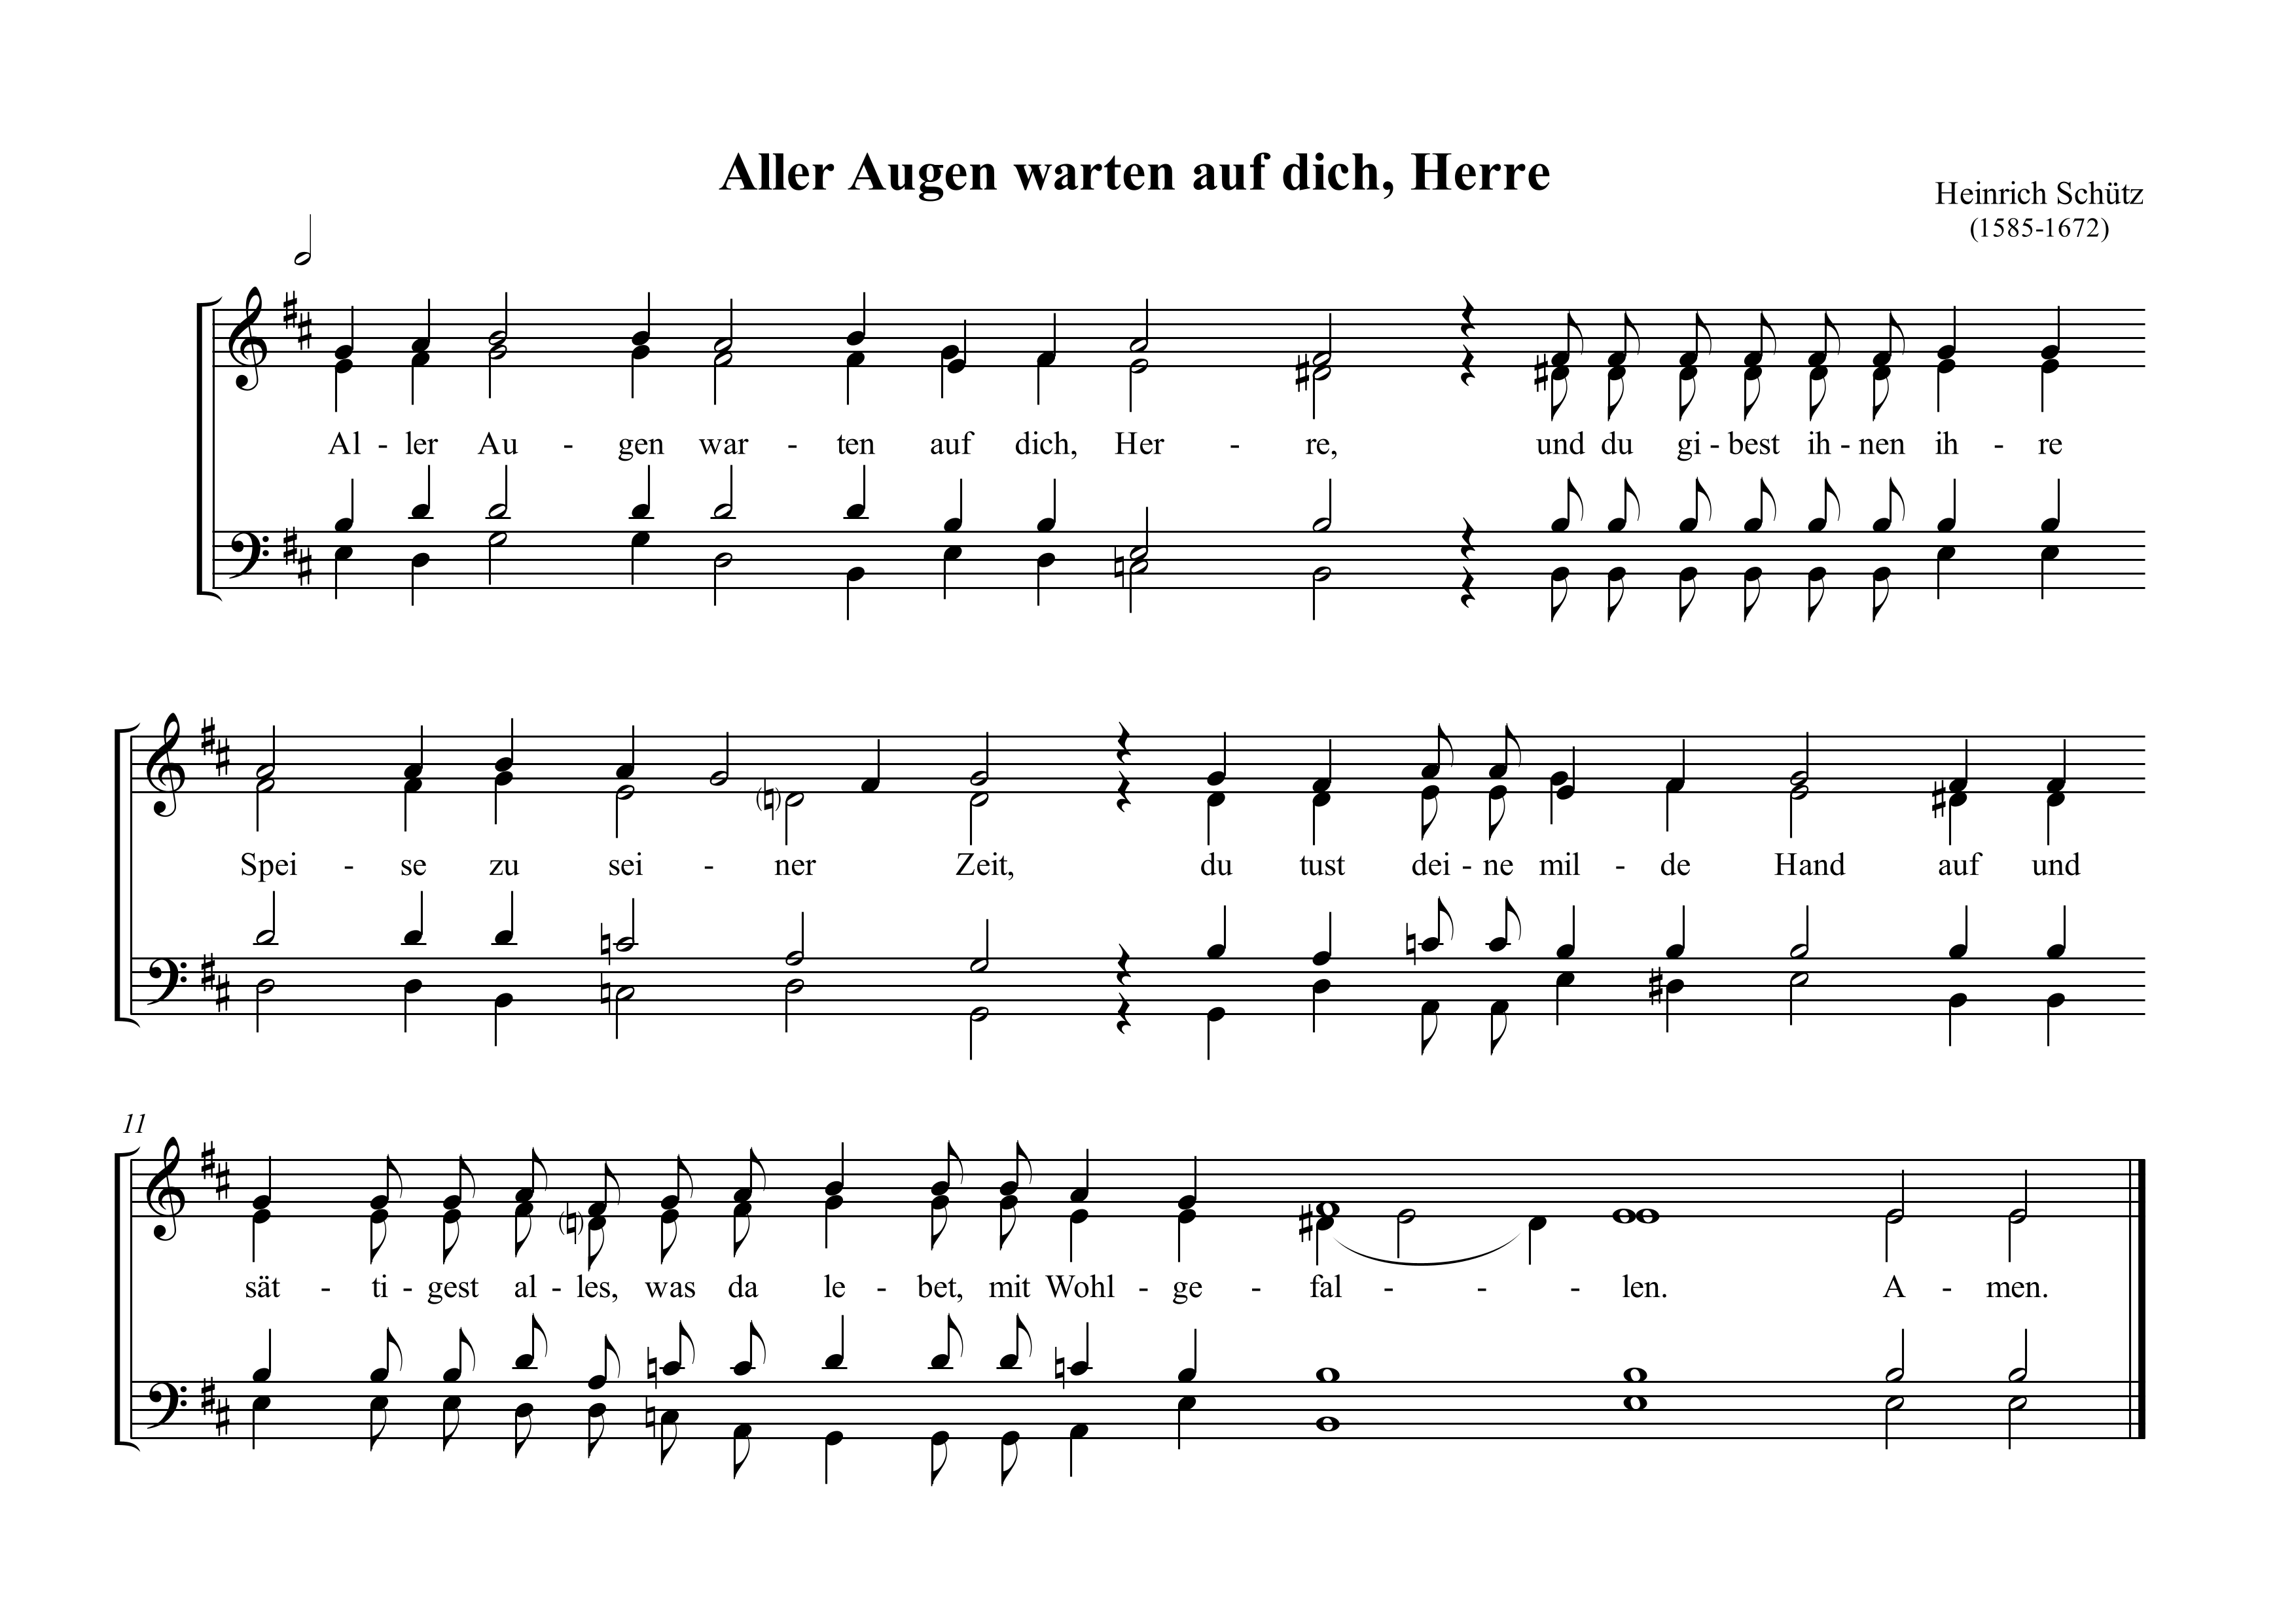 Aller Augen warten auf dich, Herre
Heinrich Schütz
(1585-1672)
Al - ler Au - gen war - ten auf dich, Her - re, und du gi - best ih - nen ih - re
Spei - se zu sei - ner Zeit, du tust dei - ne mil - de Hand auf und
11
sät - ti - gest al - les, was da le - bet, mit Wohl - ge - fal - - - len. A - men.